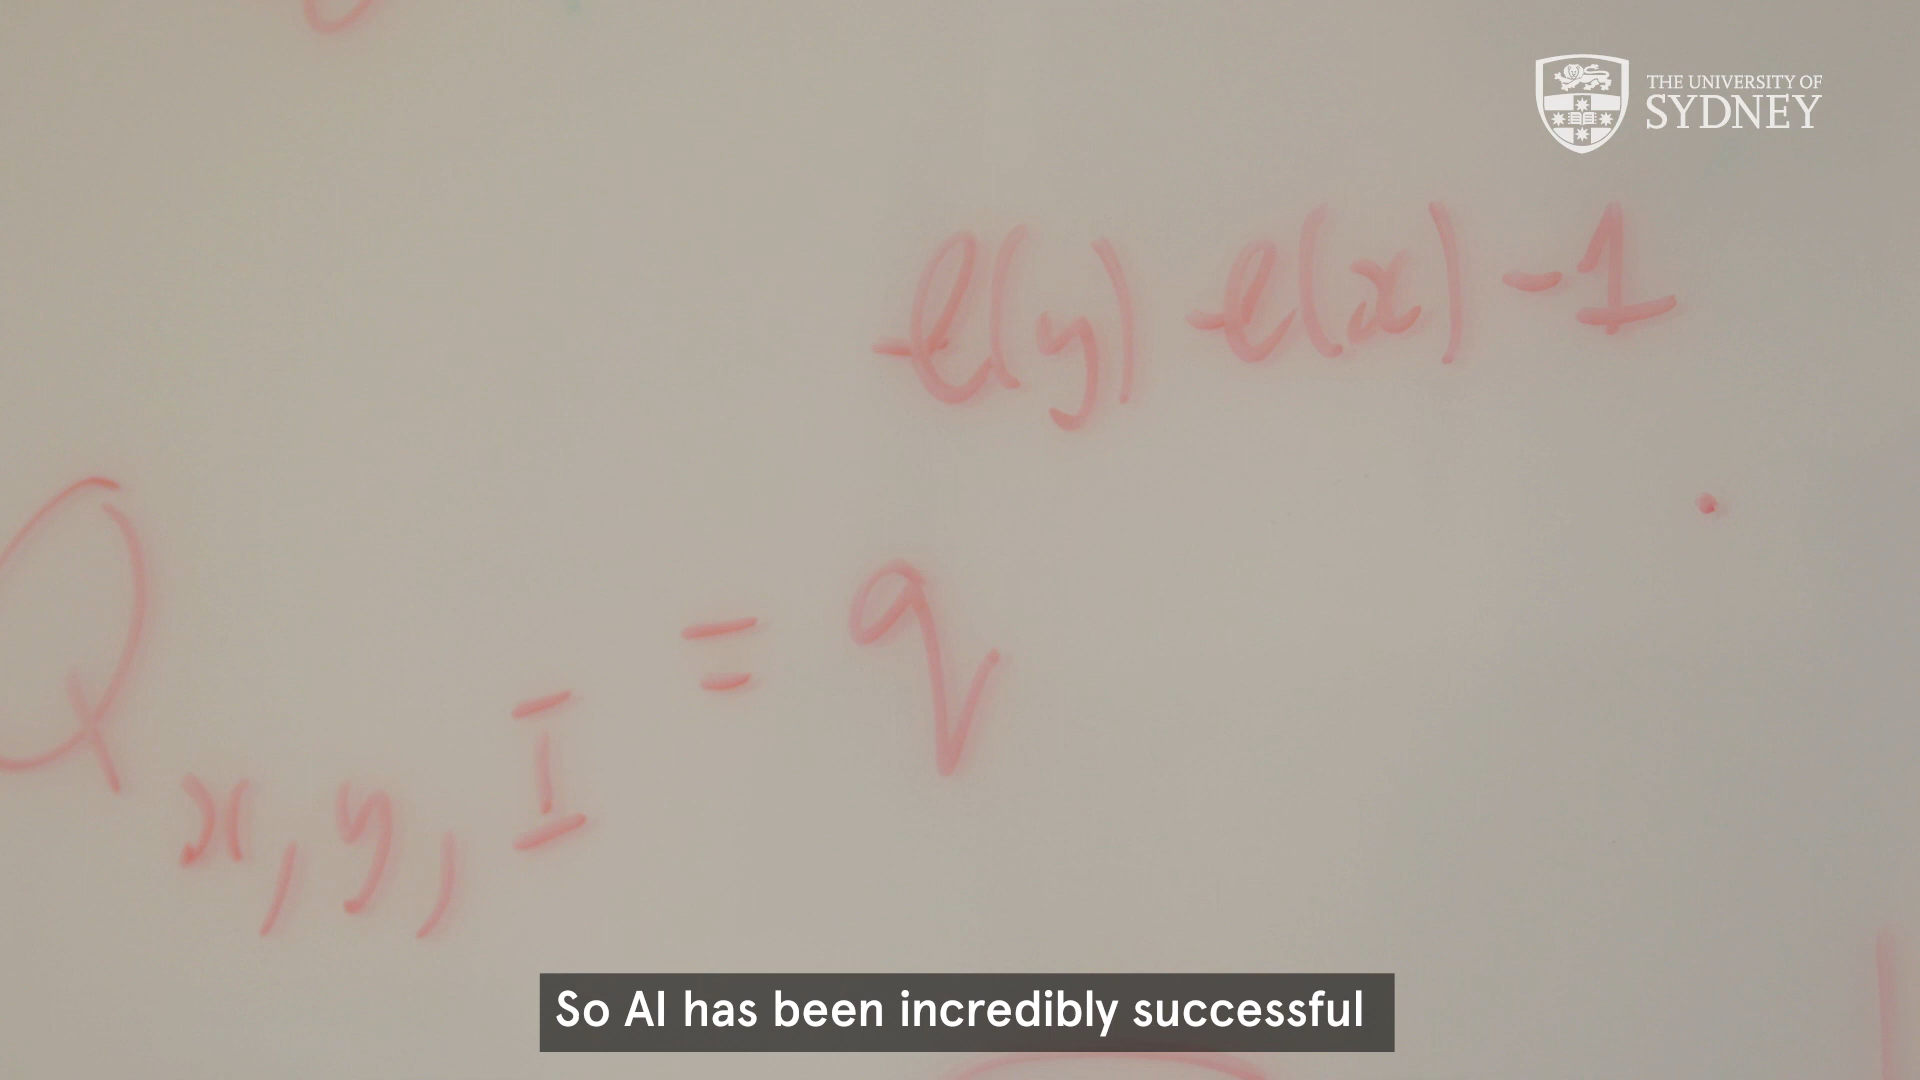 THE UNIVERSITY OF
SYDNEY
ℓ(y) ℓ(x) - 1
Q x, y, I = q
So AI has been incredibly successful